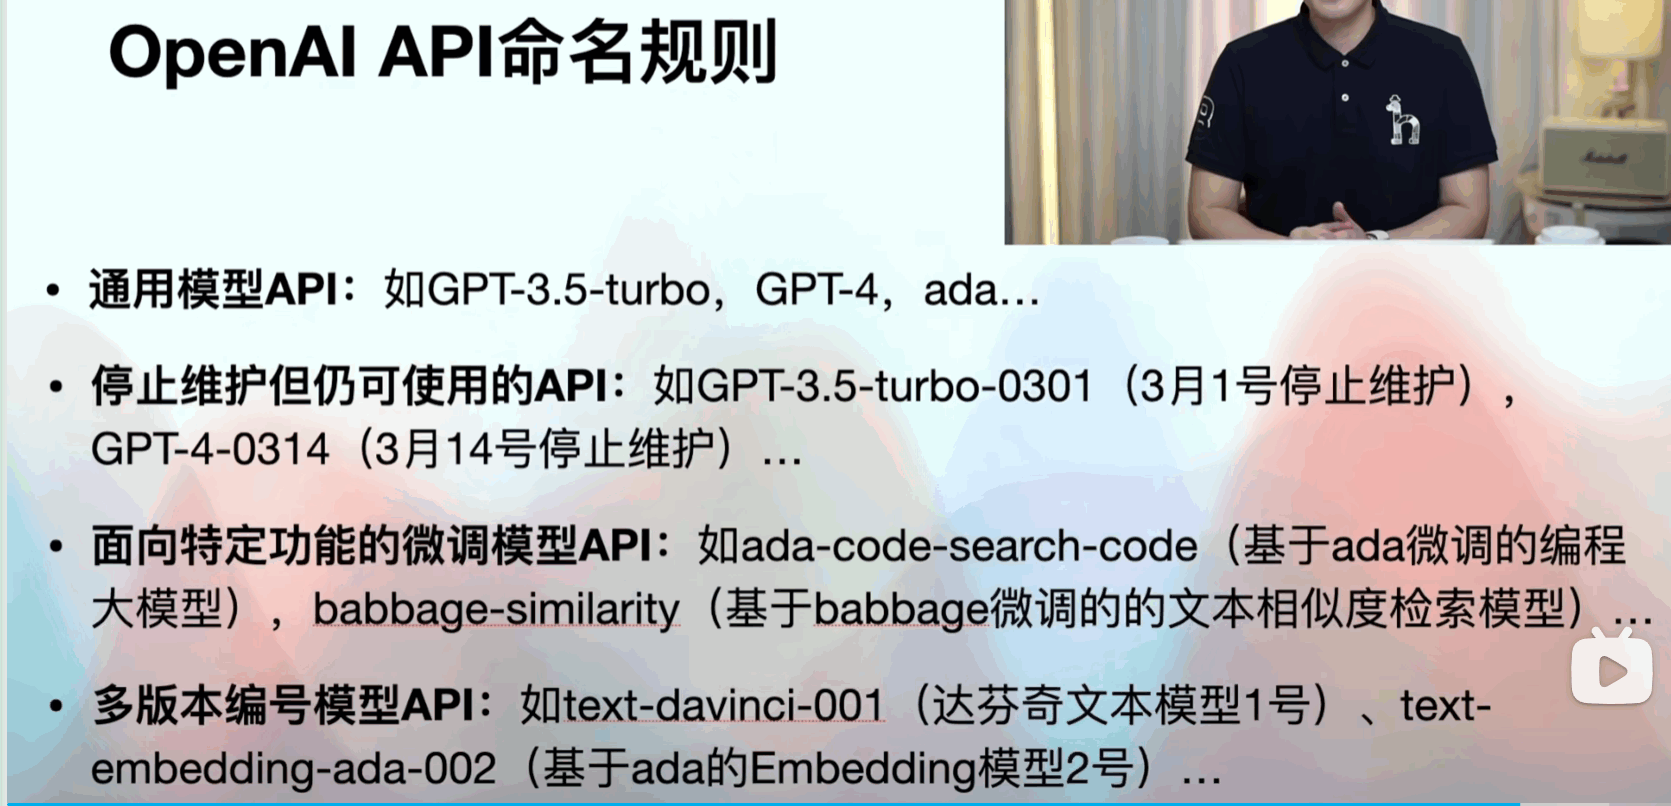 OpenAI API命名规则
• 通用模型API：如GPT-3.5-turbo，GPT-4，ada…
• 停止维护但仍可使用的API：如GPT-3.5-turbo-0301（3月1号停止维护），
GPT-4-0314（3月14号停止维护）…
• 面向特定功能的微调模型API：如ada-code-search-code（基于ada微调的编程
大模型），babbage-similarity（基于babbage微调的的文本相似度检索模型）…
• 多版本编号模型API：如text-davinci-001（达芬奇文本模型1号）、text-
embedding-ada-002（基于ada的Embedding模型2号）…